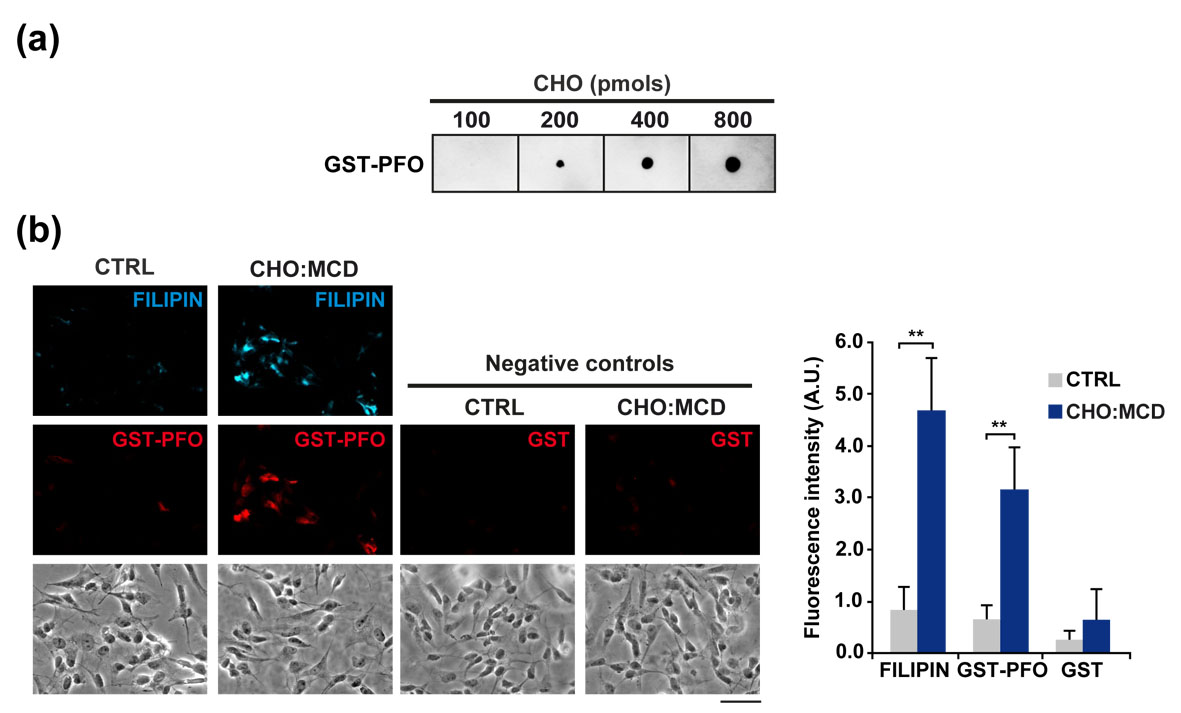 (a)
CHO (pmols)
100 200 400 800
GST-PFO
(b)
CTRL CHO:MCD
FILIPIN FILIPIN
Negative controls
CTRL CHO:MCD
GST-PFO GST-PFO GST GST
Fluorescence intensity (A.U.)
6.0
5.0
4.0
3.0
2.0
1.0
0.0
** **
CTRL
CHO:MCD
FILIPIN GST-PFO GST